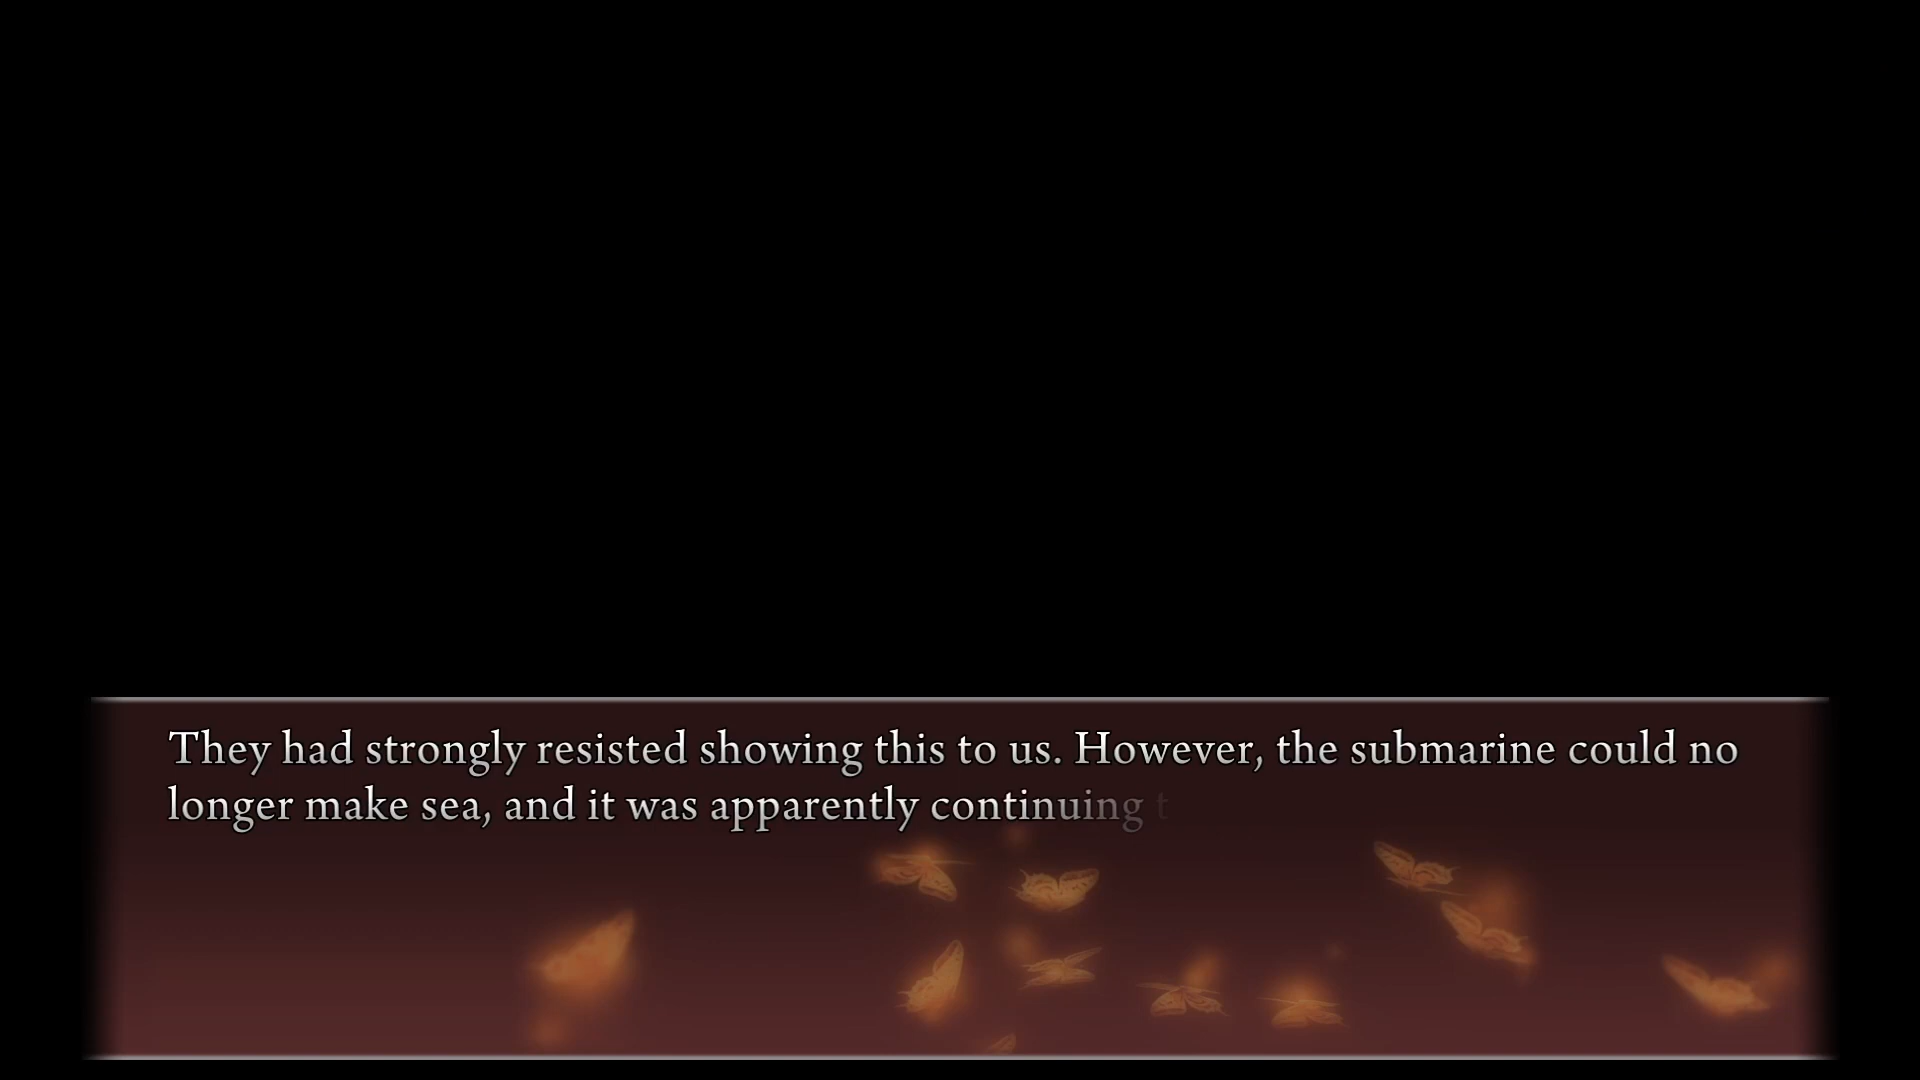 They had strongly resisted showing this to us. However, the submarine could no
longer make sea, and it was apparently continuing t